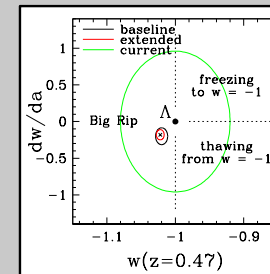 baseline
extended
current
freezing
to w = -1
Λ
Big Rip
thawing
from w = -1
dw/da
1
0.5
0
-0.5
-1
-1.1
-1
-0.9
w(z=0.47)